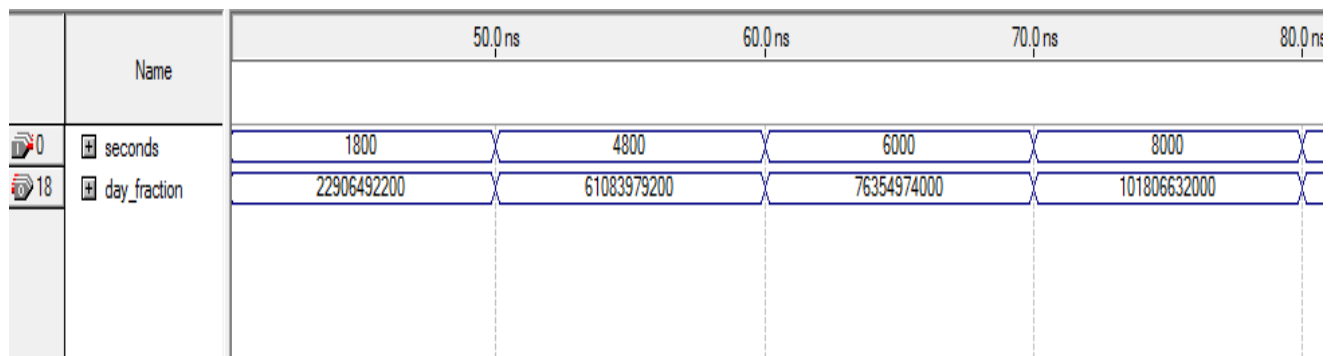 50.0 ns 60.0 ns 70.0 ns 80.0 ns
Name
0 seconds 1800 4800 6000 8000
18 day_fraction 22906492200 61083979200 76354974000 101806632000